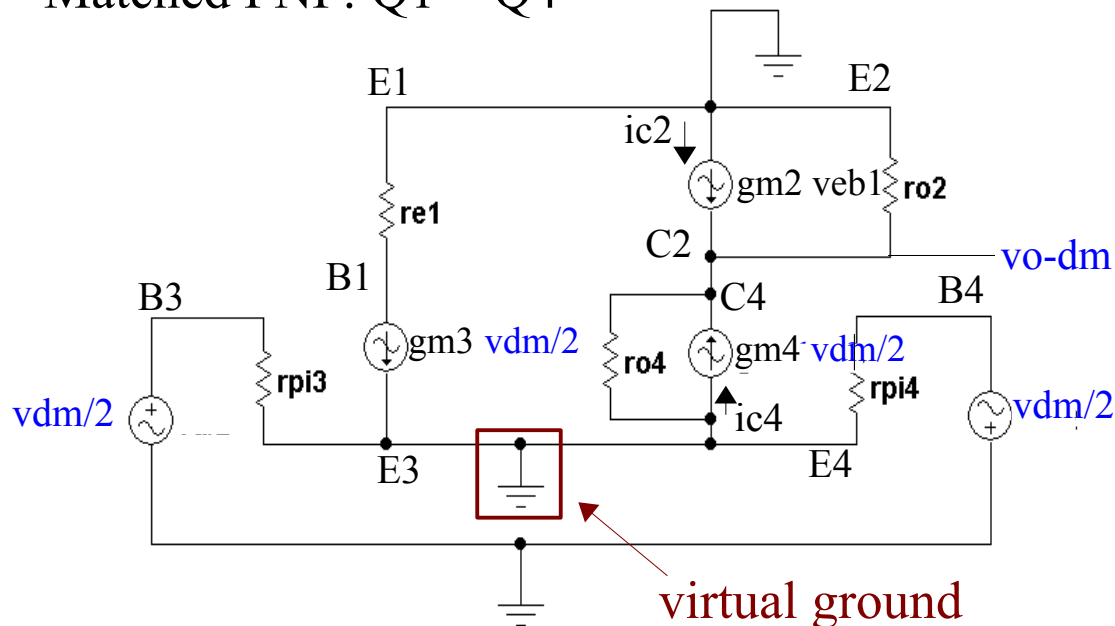 E1
E2
ic2
gm2 veb1
ro2
re1
C2
vo-dm
B1
B3
C4
B4
gm3 vdm/2
ro4
gm4 vdm/2
rpi3
rpi4
vdm/2
vdm/2
ic4
E3
E4
virtual ground